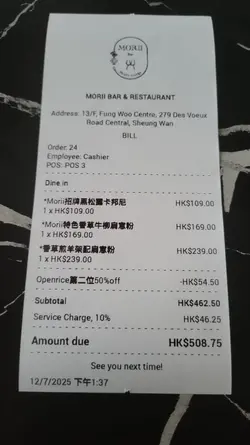 MORII
MORII BAR & RESTAURANT
Address: 13/F, Fung Woo Centre, 279 Des Voeux
Road Central, Sheung Wan
BILL
Order: 24
Employee: Cashier
POS: POS 3
Dine in
*Morii招牌黑松露卡邦尼 HK$109.00
1 x HK$109.00
*Morii特色香草牛柳扁意粉 HK$169.00
1 x HK$169.00
*香草煎羊架配扁意粉 HK$239.00
1 x HK$239.00
Openrice第二位50%off -HK$54.50
Subtotal HK$462.50
Service Charge, 10% HK$46.25
Amount due HK$508.75
See you next time!
12/7/2025 下午1:37